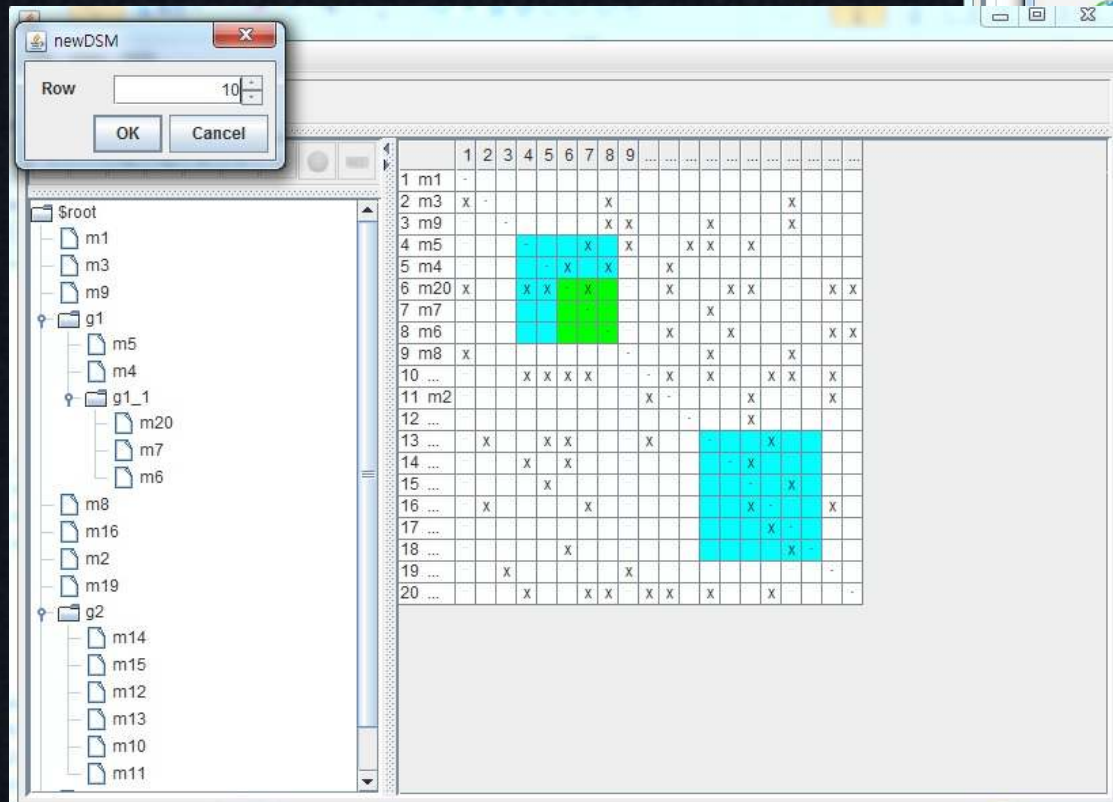 newDSM
Row 10
OK Cancel
$root
m1
m3
m9
g1
m5
m4
g1_1
m20
m7
m6
m8
m16
m2
m19
g2
m14
m15
m12
m13
m10
m11
1 2 3 4 5 6 7 8 9 ... ... ... ... ... ... ... ... ... ... ...
1 m1 -
2 m3 x - x x
3 m9 - x x x x
4 m5 - x x x x x
5 m4 - x x x
6 m20 x x x - x x x x x x
7 m7 - x
8 m6 - x x x x
9 m8 x - x x
10 ... x x x x - x x x x x
11 m2 x - x x
12 ... - x
13 ... x x x x - x
14 ... x x - x
15 ... x - x
16 ... x x x - x
17 ... x -
18 ... x x -
19 ... x x -
20 ... x x x x x x x -